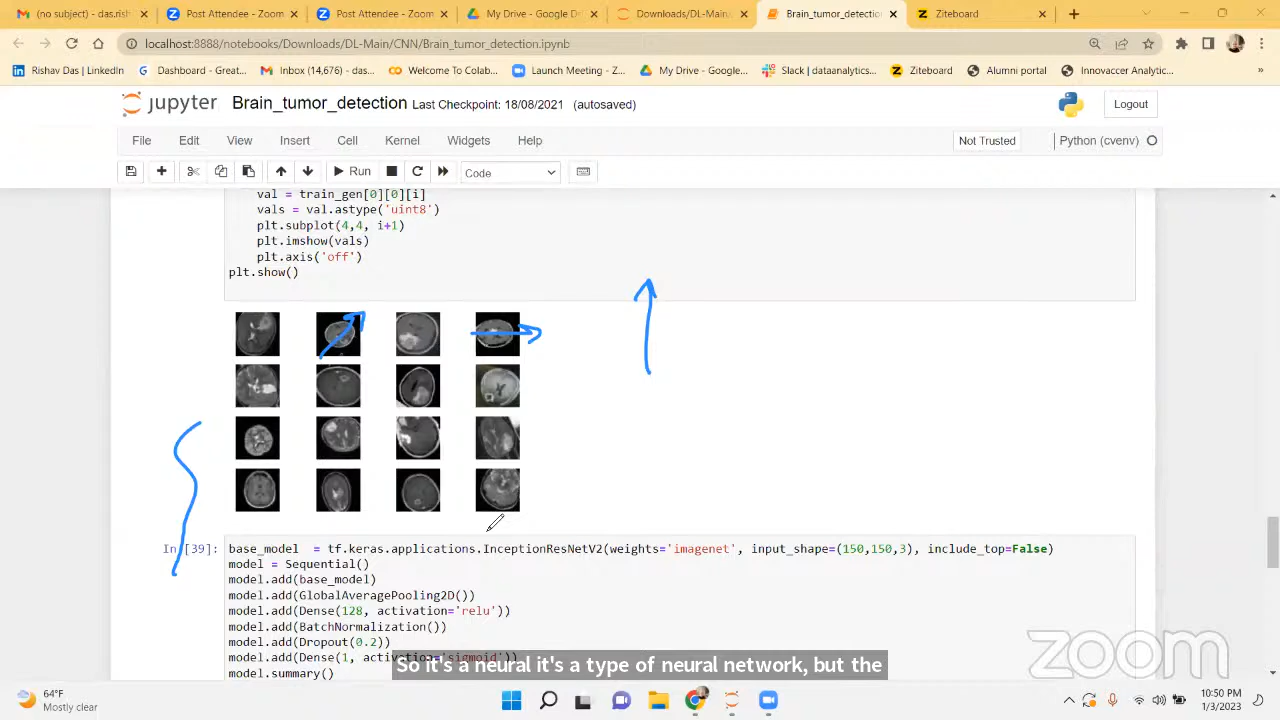 (no subject) - das.rish
Post Attendee - Zoom
Post Attendee - Zoom
My Drive - Google Det
Downloads/DL-Main/
Brain_tumor_detection
Ziteboard
localhost:8888/notebooks/Downloads/DL-Main/CNN/Brain_tumor_detection.ipynb
Rishav Das | LinkedIn
Dashboard - Great...
Inbox (14,676) - das...
Welcome To Colab...
Launch Meeting - Z...
My Drive - Google...
Slack | dataanalytics...
Ziteboard
Alumni portal
Innovaccer Analytic...
»
jupyter
Brain_tumor_detection Last Checkpoint: 18/08/2021 (autosaved)
Logout
File Edit View Insert Cell Kernel Widgets Help
Not Trusted
Python (cvenv)
Run
Code
val = train_gen[0][0][i]
vals = val.astype('uint8')
plt.subplot(4,4, i+1)
plt.imshow(vals)
plt.axis('off')
plt.show()
In [39]:
base_model = tf.keras.applications.InceptionResNetV2(weights='imagenet', input_shape=(150,150,3), include_top=False)
model = Sequential()
model.add(base_model)
model.add(GlobalAveragePooling2D())
model.add(Dense(128, activation='relu'))
model.add(BatchNormalization())
model.add(Dropout(0.2))
model.add(Dense(1, activation='sigmoid'))
model.summary()
So it's a neural it's a type of neural network, but the
zoom
64°F
Mostly clear
10:50 PM
1/3/2023